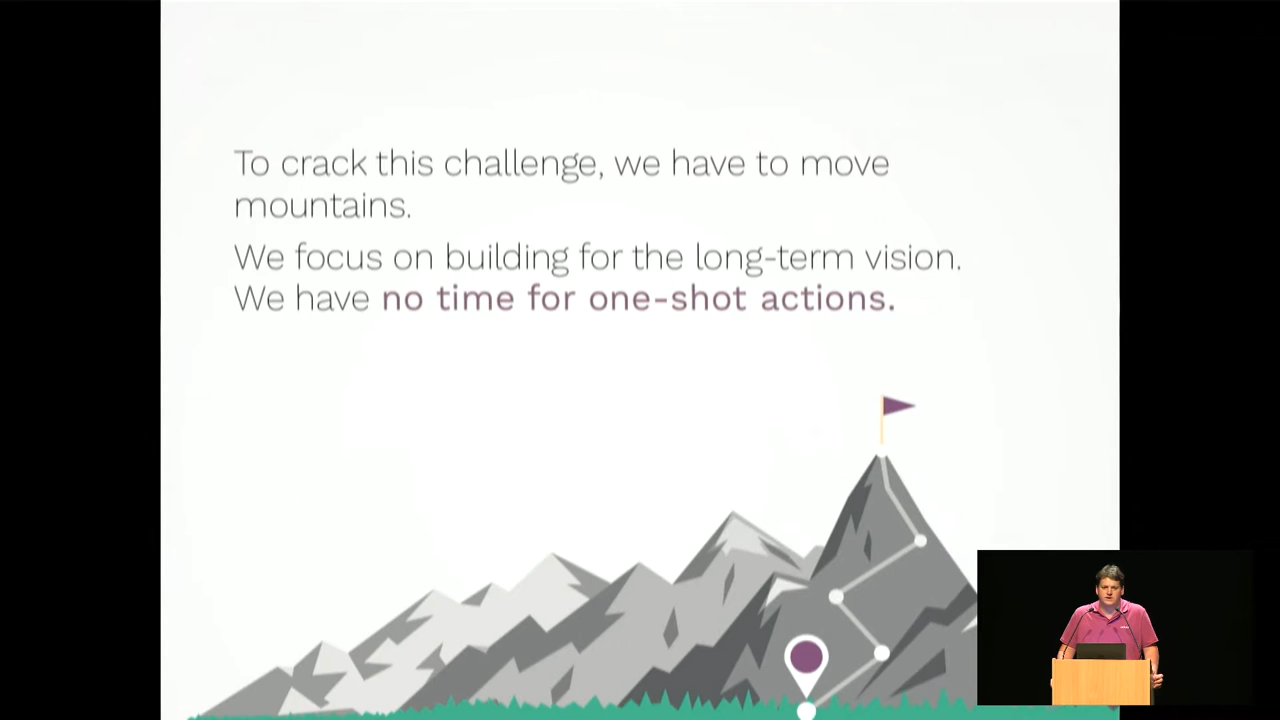 To crack this challenge, we have to move
mountains.
We focus on building for the long-term vision.
We have no time for one-shot actions.